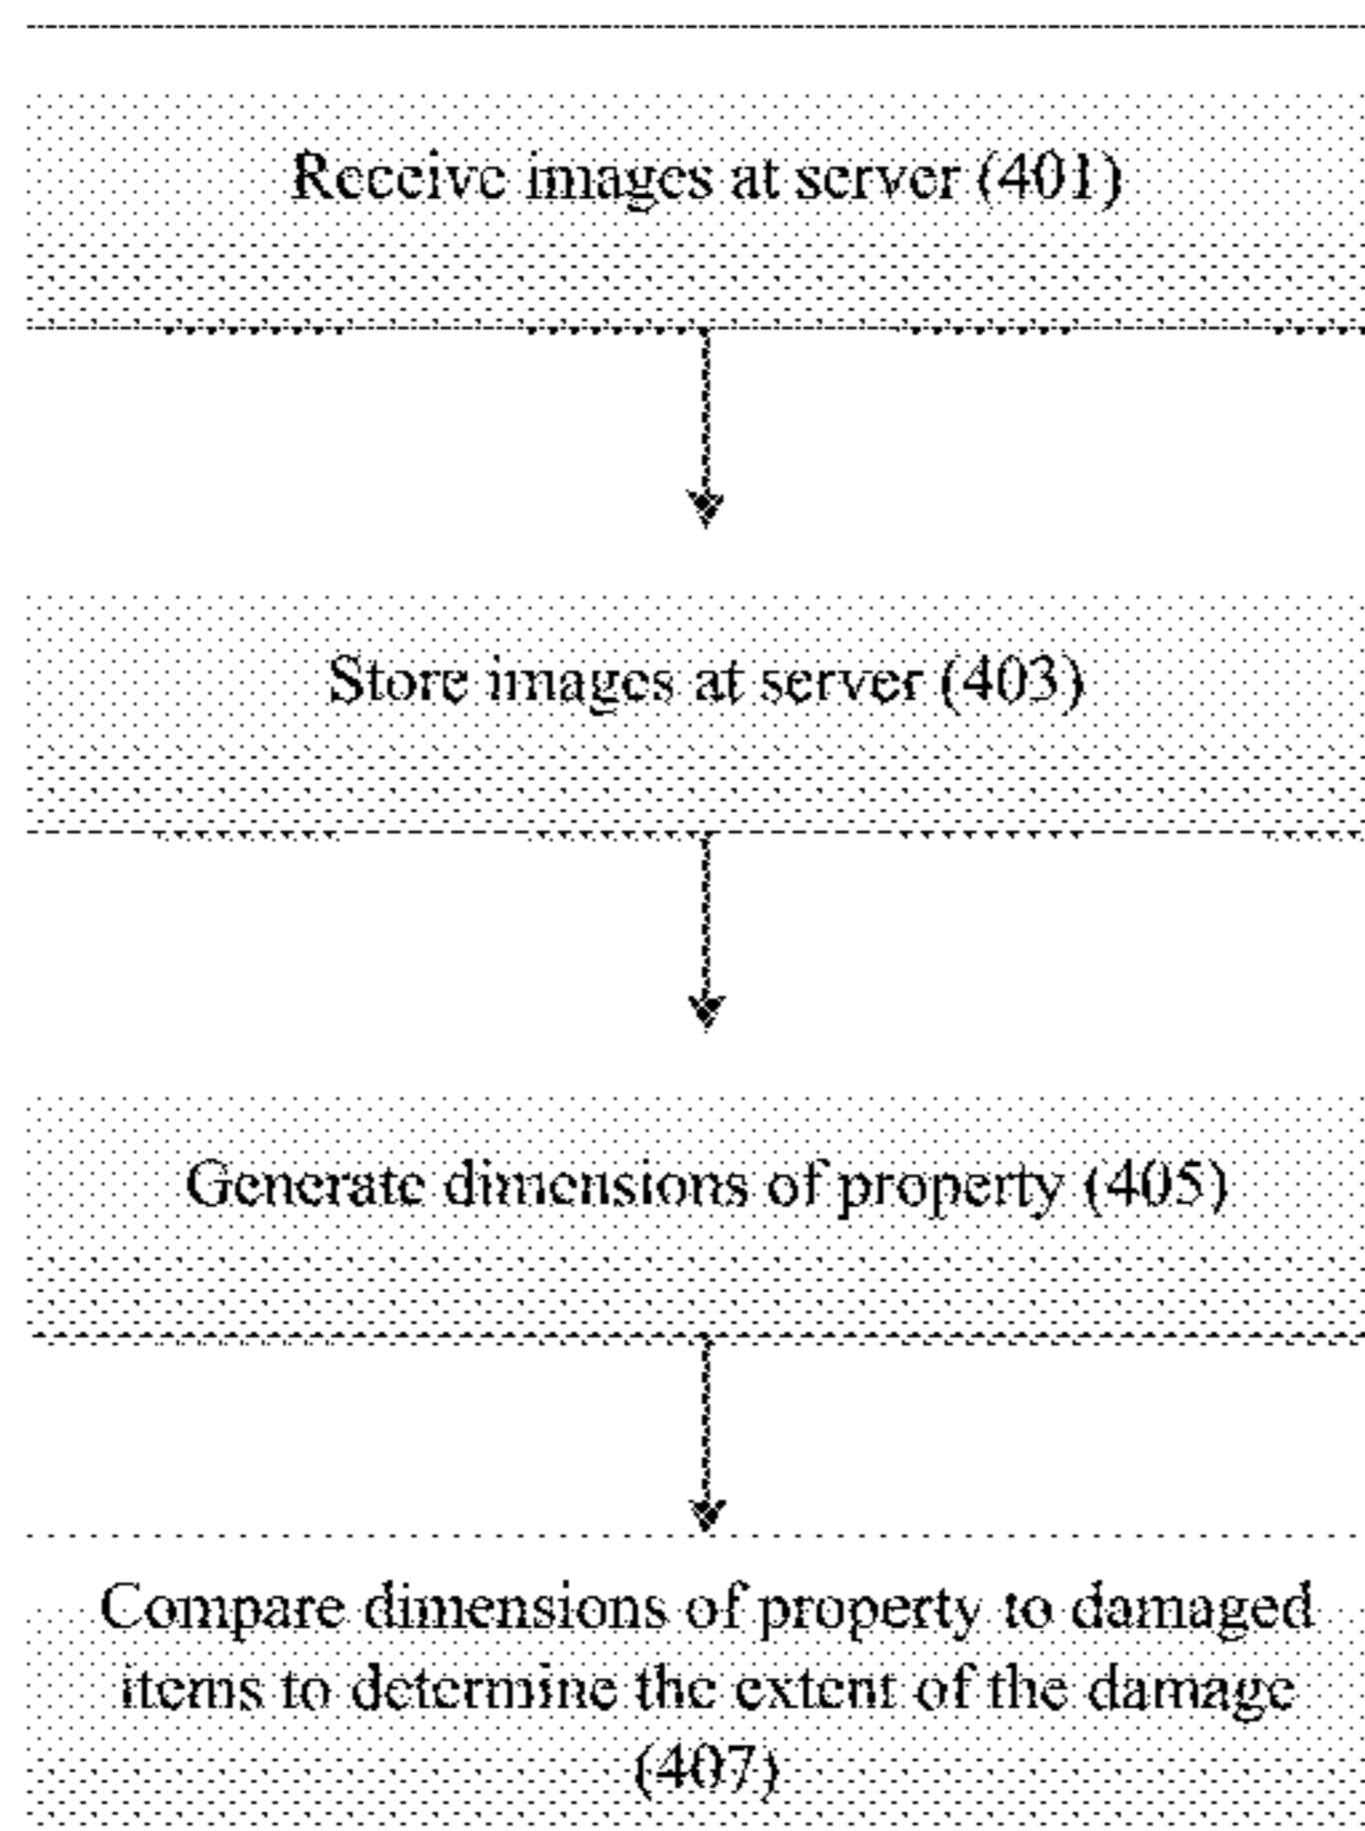 Receive images at server (401)
Store images at server (403)
Generate dimensions of property (405)
Compare dimensions of property to damaged
items to determine the extent of the damage
(407)